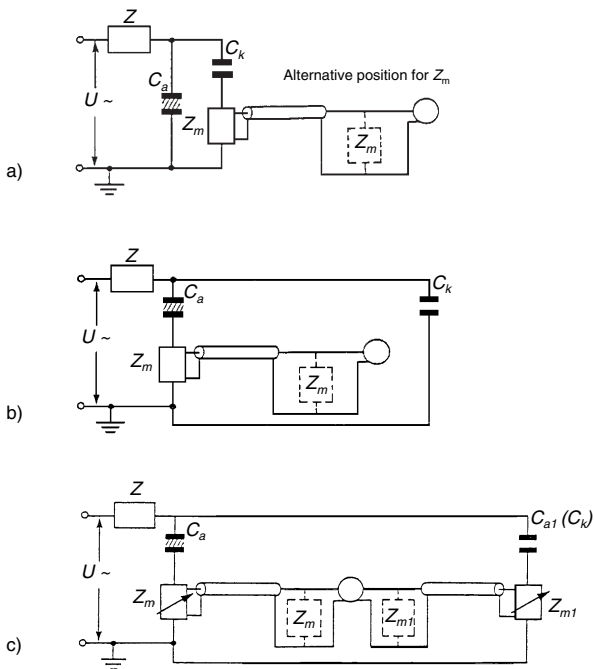 Z
C_k
Alternative position for Z_m
C_a
U ~
Z_m
Z_m
a)
Z
C_a
C_k
U ~
Z_m
Z_m
b)
Z
C_a
C_a1 (C_k)
U ~
Z_m
Z_m
Z_m1
Z_m1
c)